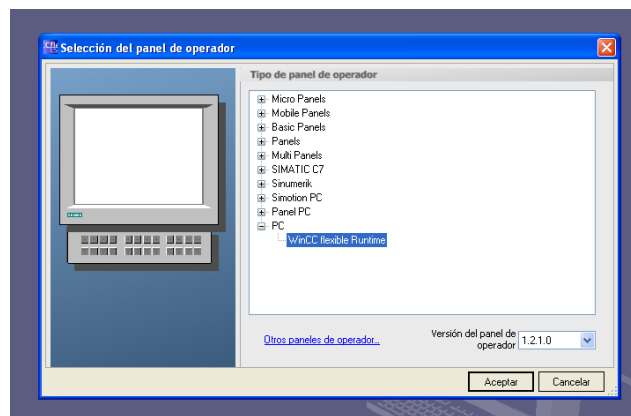 Selección del panel de operador
Tipo de panel de operador
Micro Panels
Mobile Panels
Basic Panels
Panels
Multi Panels
SIMATIC C7
Sinumerik
Simotion PC
Panel PC
PC
WinCC flexible Runtime
Otros paneles de operador...
Versión del panel de operador 1.2.1.0
Aceptar Cancelar